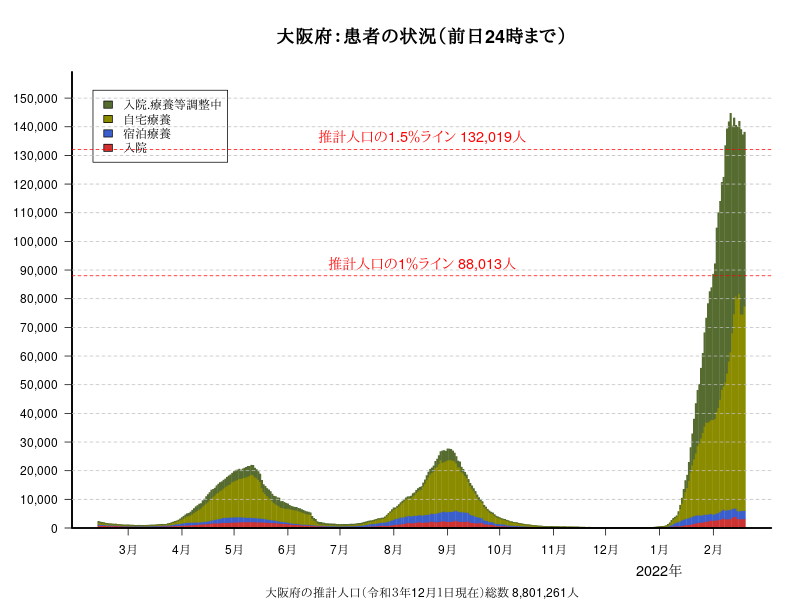 大阪府：患者の状況（前日24時まで）
150,000
140,000
130,000
120,000
110,000
100,000
90,000
80,000
70,000
60,000
50,000
40,000
30,000
20,000
10,000
0
入院.療養等調整中
自宅療養
宿泊療養
入院
推計人口の1.5%ライン 132,019人
推計人口の1%ライン 88,013人
3月 4月 5月 6月 7月 8月 9月 10月 11月 12月 1月 2月
2022年
大阪府の推計人口（令和3年12月1日現在）総数 8,801,261人